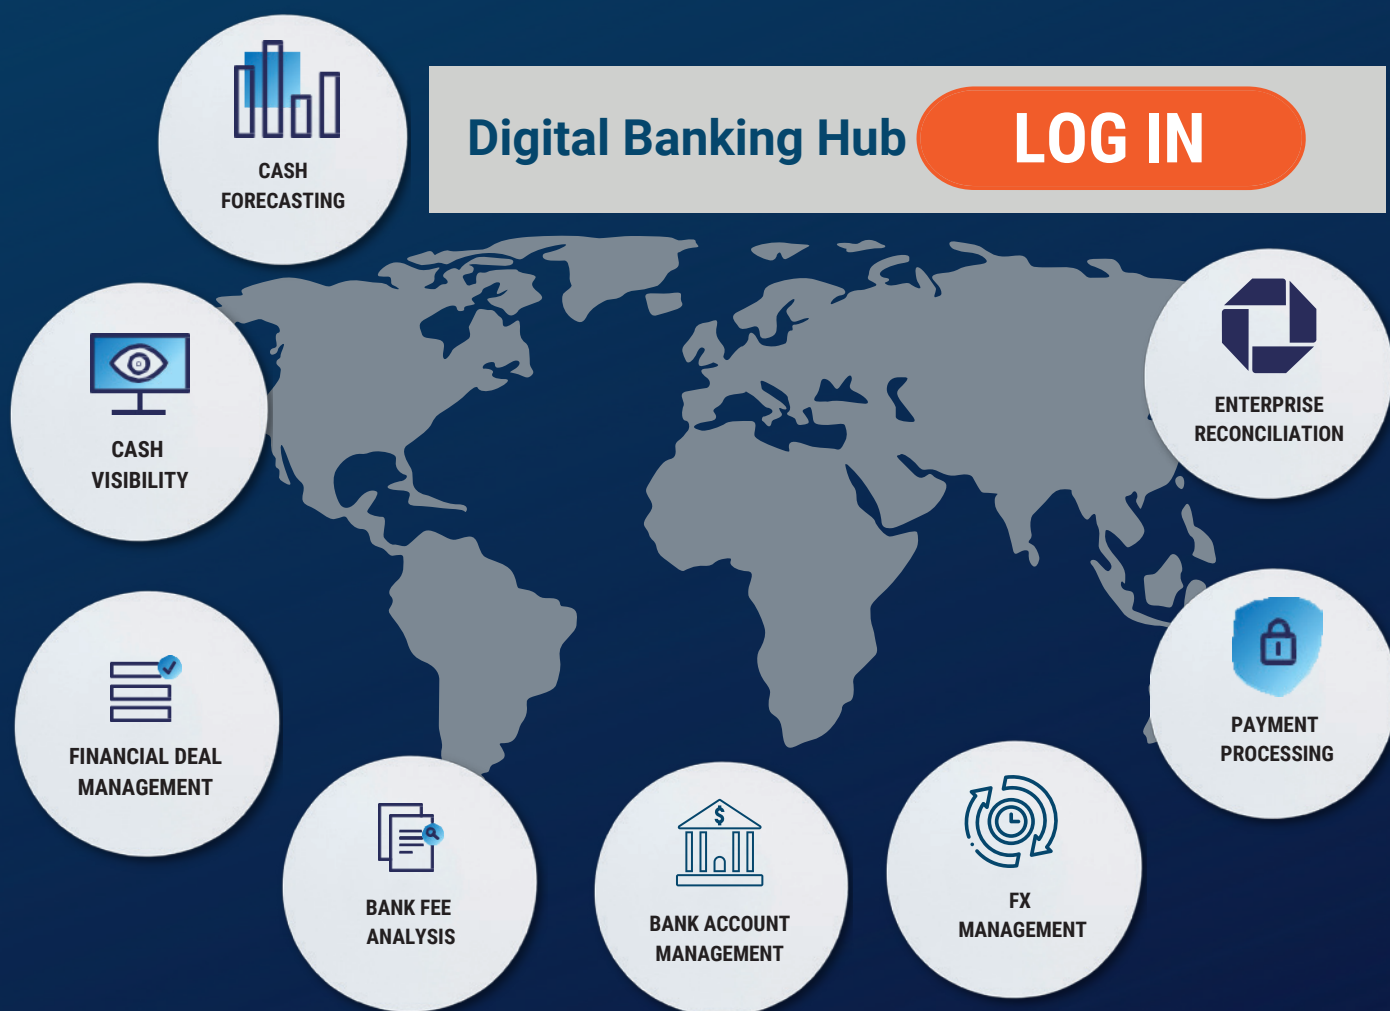 CASH
FORECASTING
Digital Banking Hub
LOG IN
CASH
VISIBILITY
ENTERPRISE
RECONCILIATION
FINANCIAL DEAL
MANAGEMENT
PAYMENT
PROCESSING
BANK FEE
ANALYSIS
$
BANK ACCOUNT
MANAGEMENT
FX
MANAGEMENT